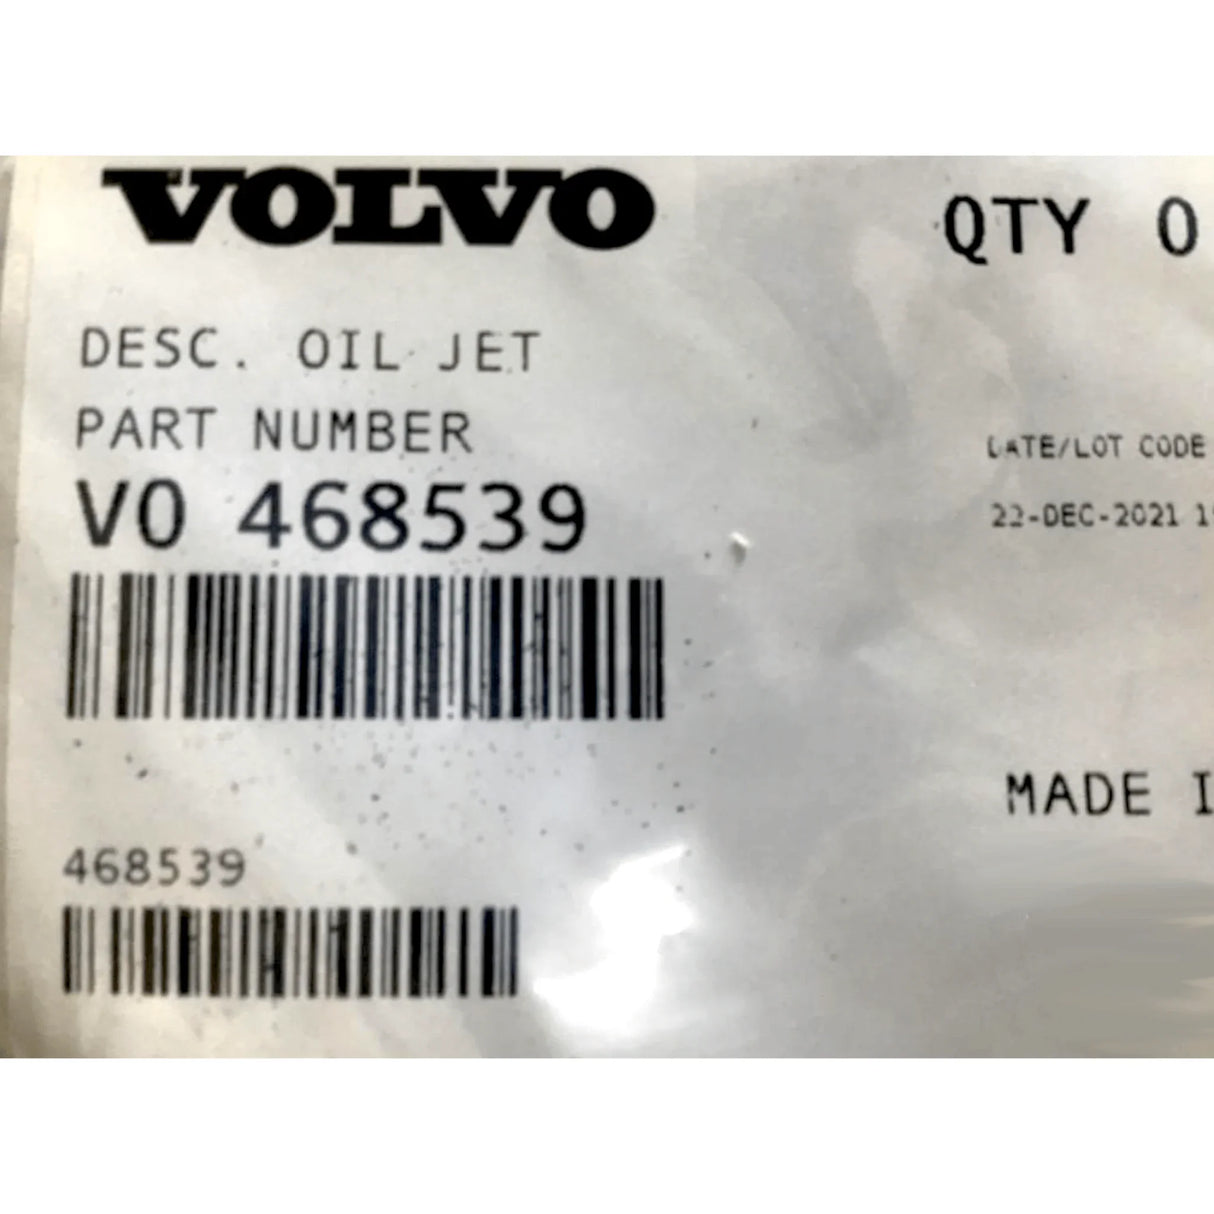 VOLVO
QTY 0
DESC. OIL JET
PART NUMBER
VO 468539
DATE/LOT CODE
22-DEC-2021
MADE
468539